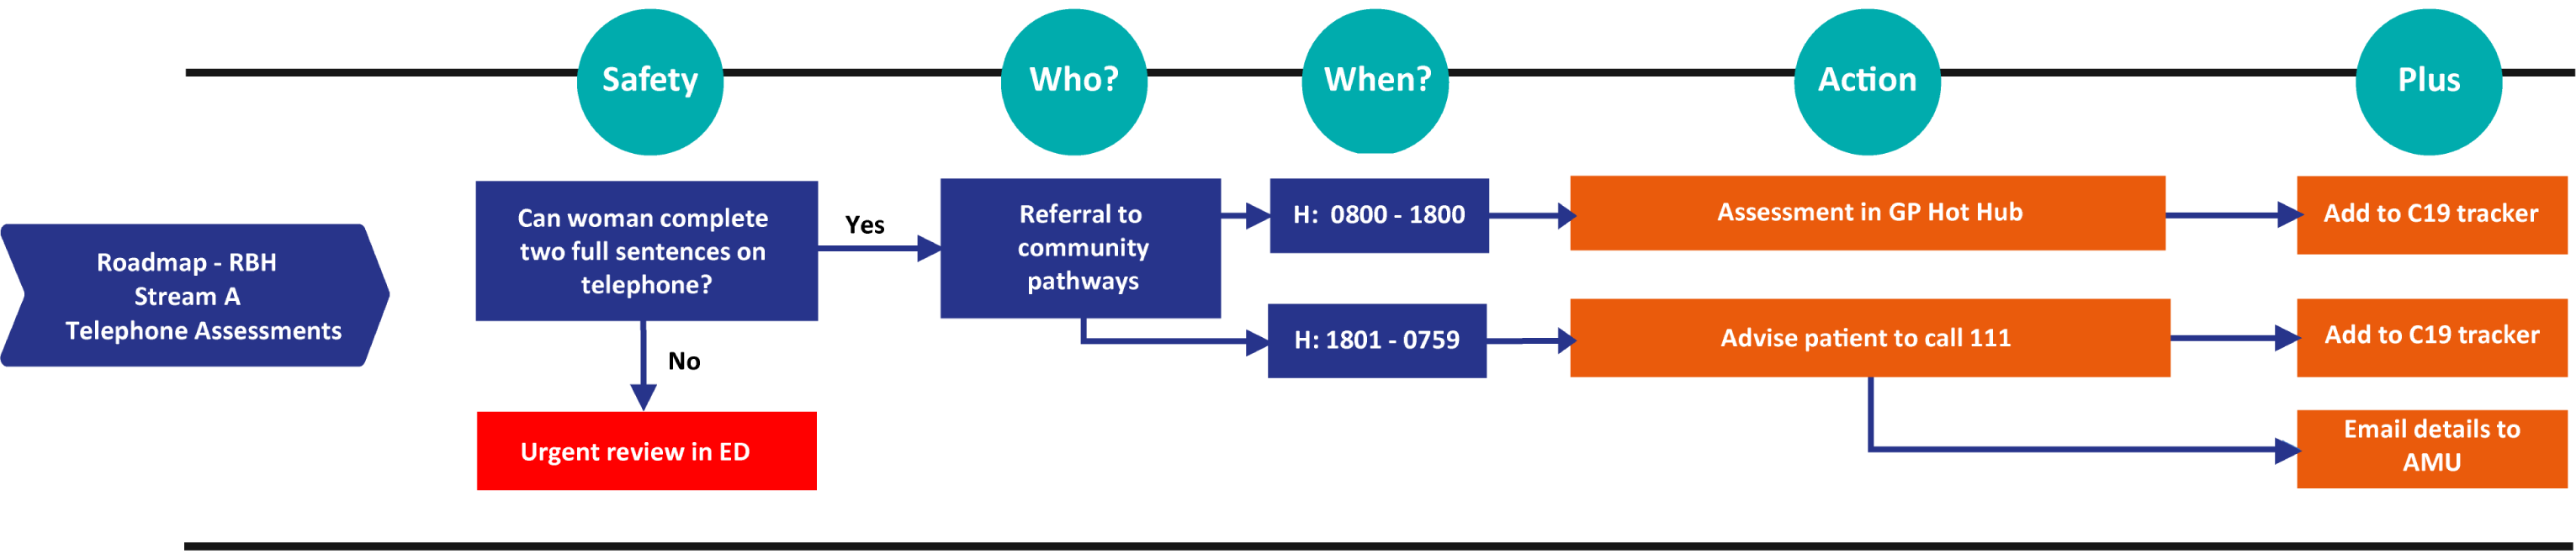 Safety
Who?
When?
Action
Plus
Roadmap - RBH
Stream A
Telephone Assessments
Can woman complete
two full sentences on
telephone?
Yes
No
Urgent review in ED
Referral to
community
pathways
H:  0800 - 1800
H: 1801 - 0759
Assessment in GP Hot Hub
Advise patient to call 111
Add to C19 tracker
Add to C19 tracker
Email details to
AMU